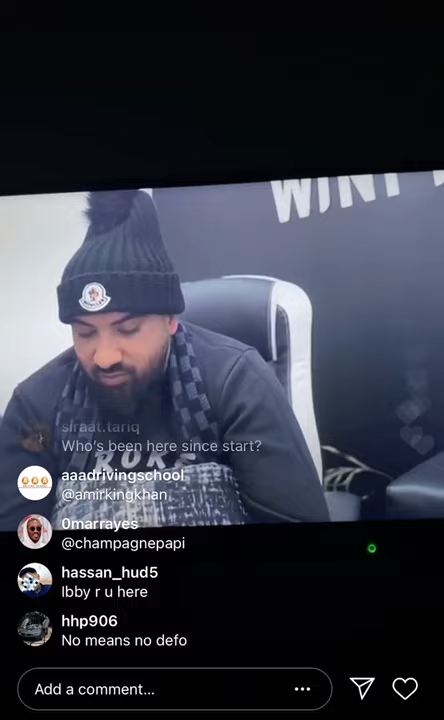 WINT
siraat.tariq
Who's been here since start?
aaadrivingschool
@amirkingkhan
0marrayes
@champagnepapi
hassan_hud5
Ibby r u here
hhp906
No means no defo
Add a comment...